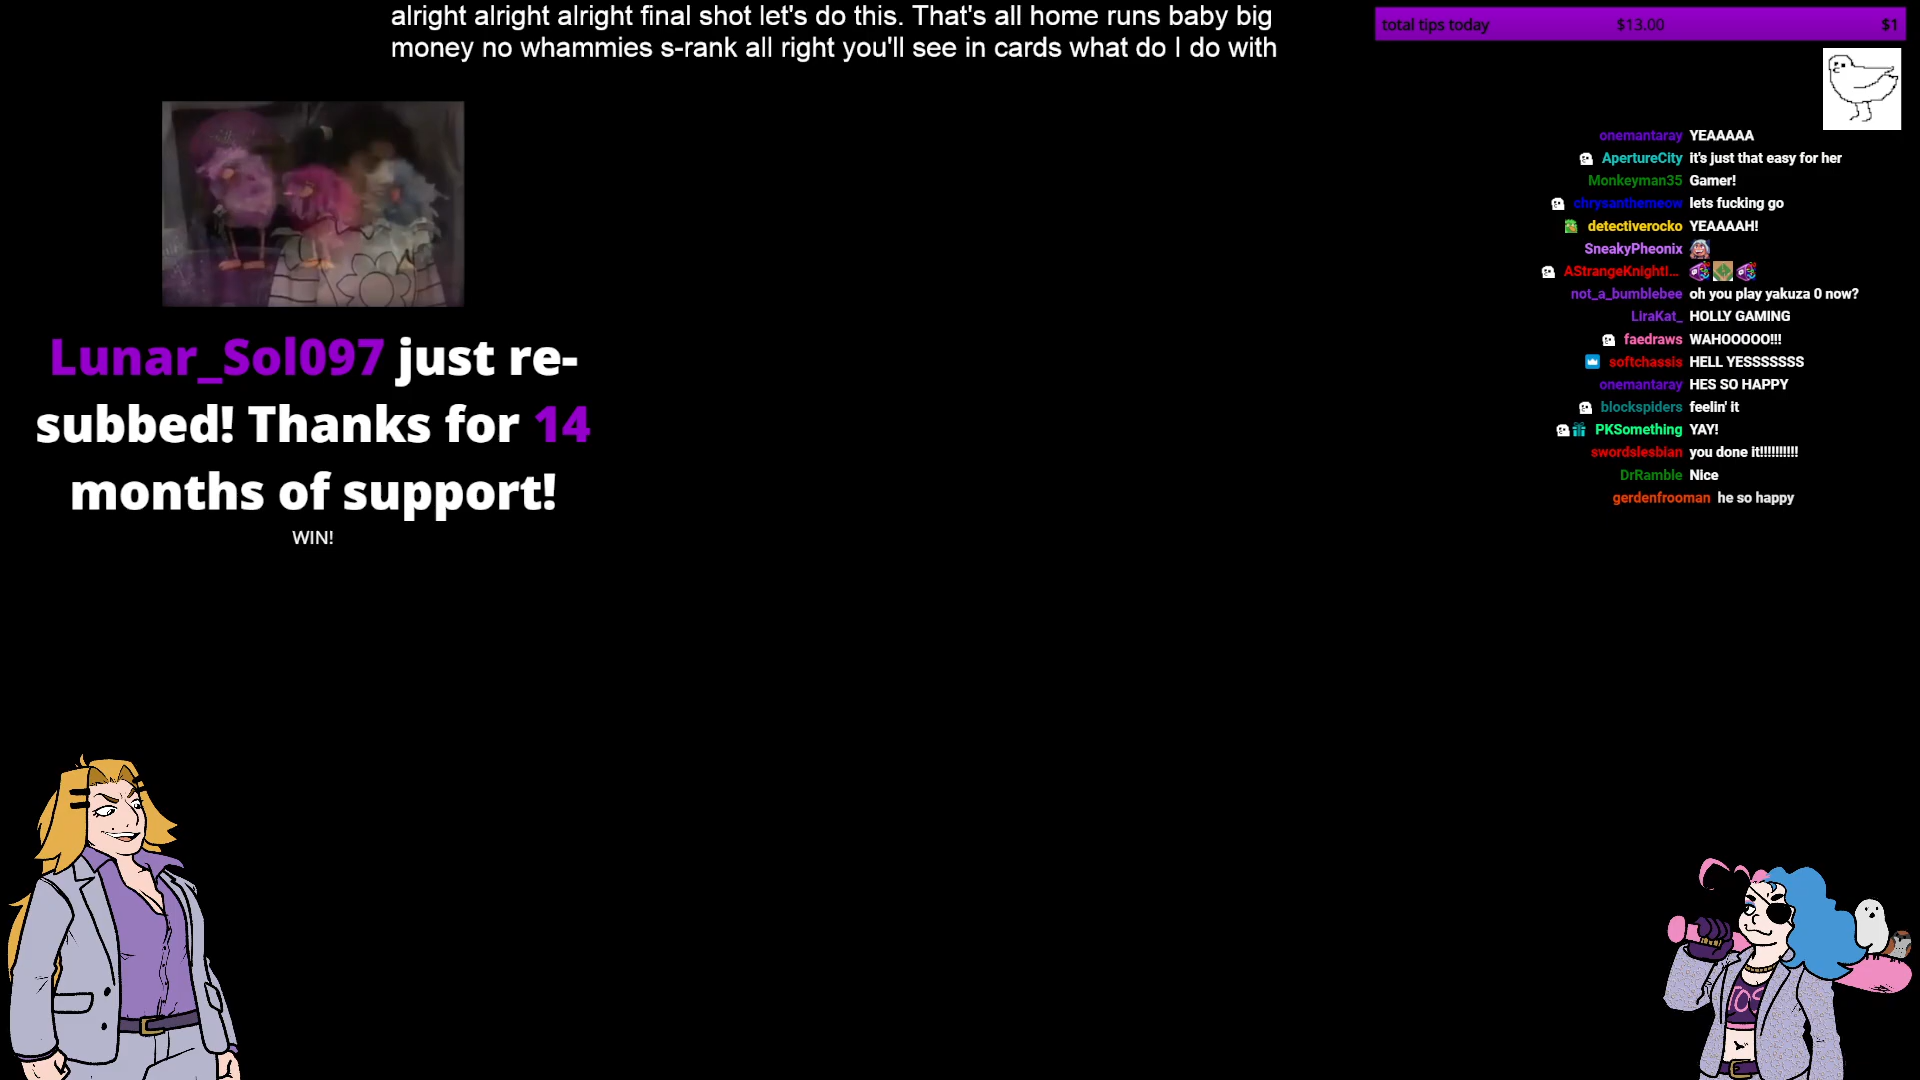 alright alright alright final shot let's do this. That's all home runs baby big
money no whammies s-rank all right you'll see in cards what do I do with
total tips today $13.00 $1
onemantaray YEAAAAA
ApertureCity it's just that easy for her
Monkeyman35 Gamer!
chrysanthemeow lets fucking go
detectiverocko YEAAAAH!
SneakyPheonix
AStrangeKnightI...
not_a_bumblebee oh you play yakuza 0 now?
LiraKat_ HOLLY GAMING
faedraws WAHOOOOO!!!
softchassis HELL YESSSSSSS
onemantaray HES SO HAPPY
blockspiders feelin' it
PKSomething YAY!
swordslesbian you done it!!!!!!!!!!
DrRamble Nice
gerdenfrooman he so happy
Lunar_Sol097 just re-
subbed! Thanks for 14
months of support!
WIN!